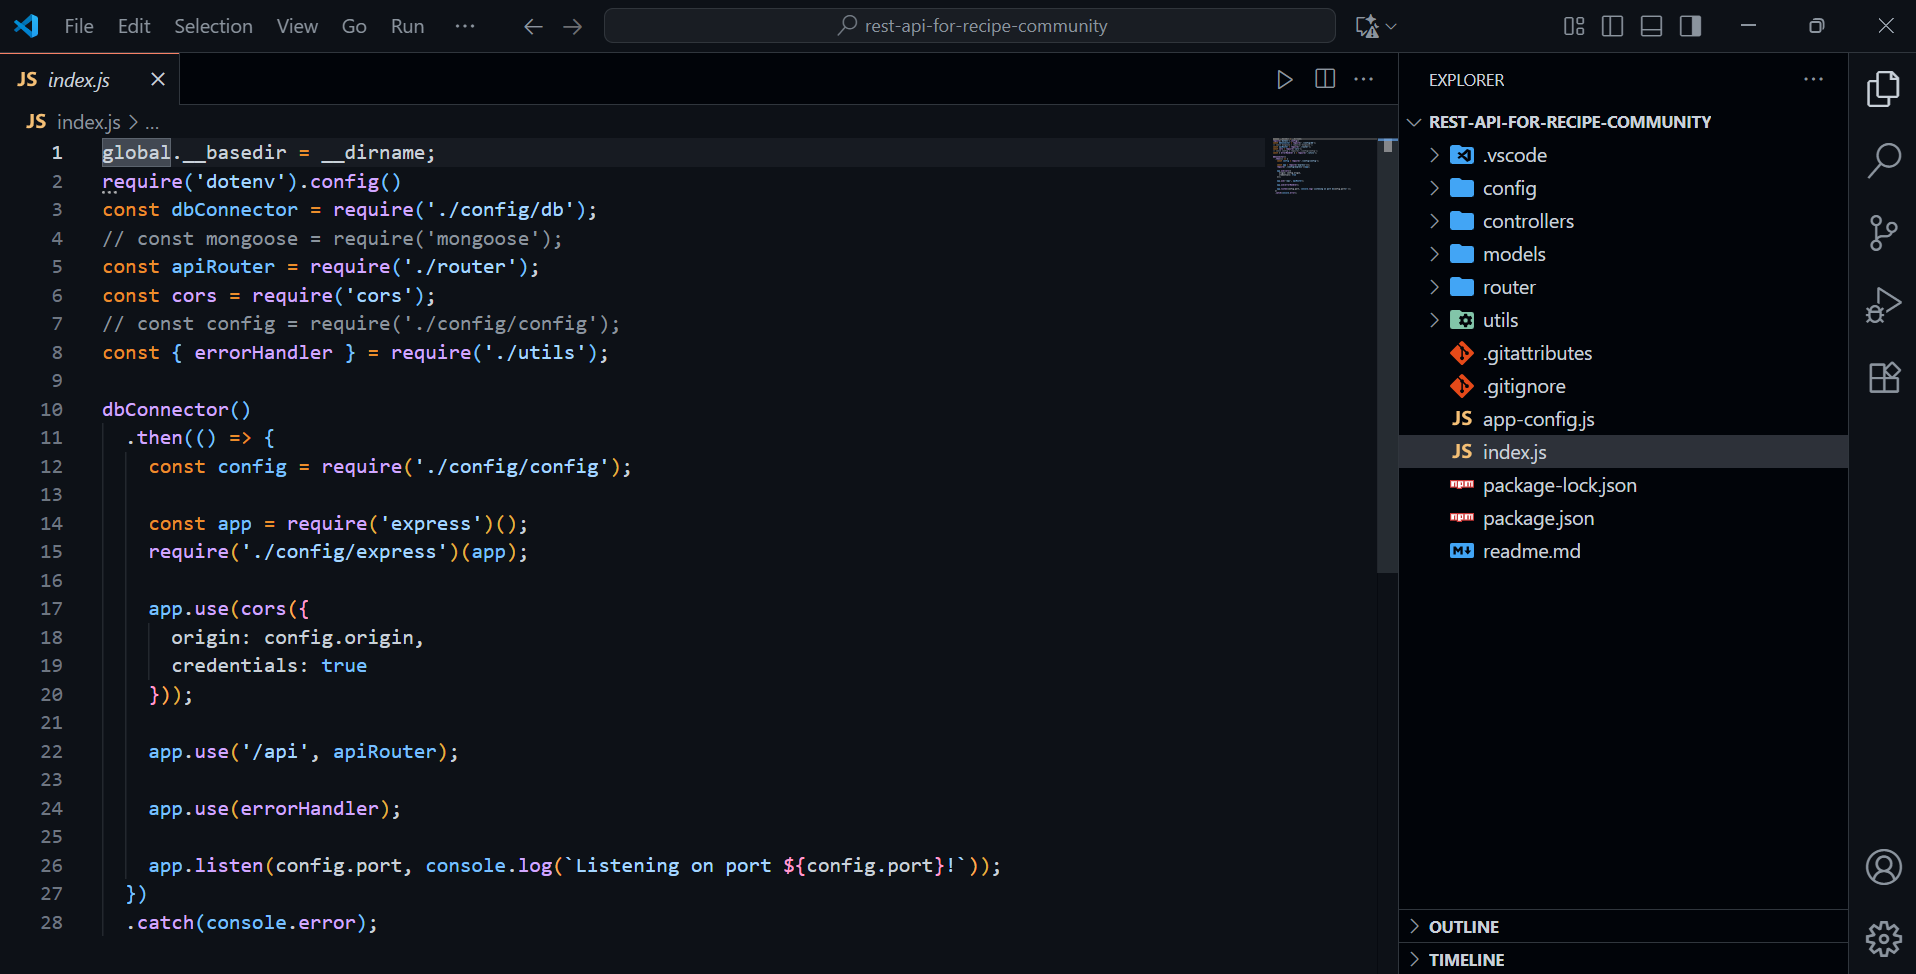 File Edit Selection View Go Run ··· rest-api-for-recipe-community
JS index.js
JS index.js > ...
1 global.__basedir = __dirname;
2 require('dotenv').config()
3 const dbConnector = require('./config/db');
4 // const mongoose = require('mongoose');
5 const apiRouter = require('./router');
6 const cors = require('cors');
7 // const config = require('./config/config');
8 const { errorHandler } = require('./utils');
9
10 dbConnector()
11 .then(() => {
12 const config = require('./config/config');
13
14 const app = require('express')();
15 require('./config/express')(app);
16
17 app.use(cors({
18 origin: config.origin,
19 credentials: true
20 }));
21
22 app.use('/api', apiRouter);
23
24 app.use(errorHandler);
25
26 app.listen(config.port, console.log(`Listening on port ${config.port}!`));
27 })
28 .catch(console.error);
EXPLORER
REST-API-FOR-RECIPE-COMMUNITY
.vscode
config
controllers
models
router
utils
.gitattributes
.gitignore
JS app-config.js
JS index.js
npm package-lock.json
npm package.json
M readme.md
OUTLINE
TIMELINE